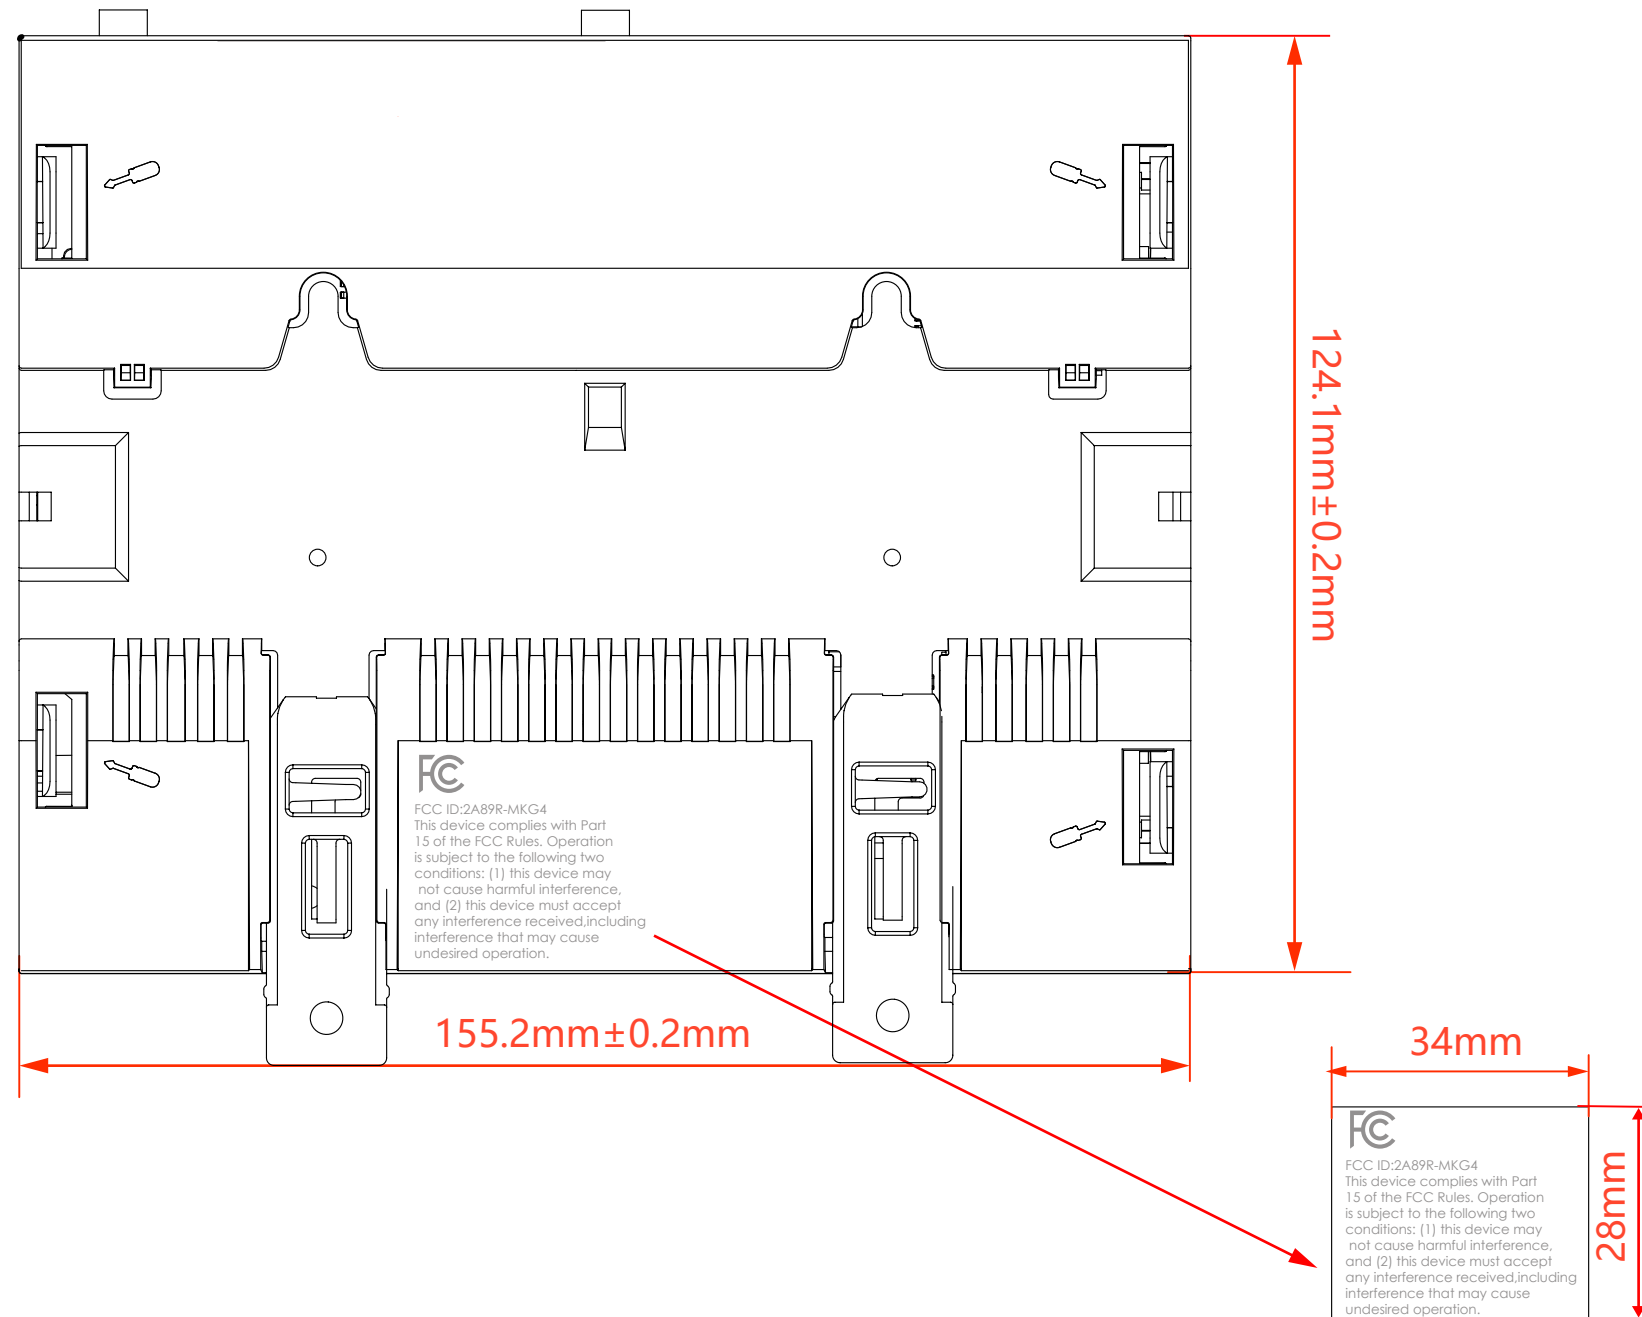 124.1mm±0.2mm
FC
FCC ID:2A89R-MKG4
This device complies with Part
15 of the FCC Rules. Operation
is subject to the following two
conditions: (1) this device may
not cause harmful interference,
and (2) this device must accept
any interference received,including
interference that may cause
undesired operation.
155.2mm±0.2mm
34mm
FC
FCC ID:2A89R-MKG4
This device complies with Part
15 of the FCC Rules. Operation
is subject to the following two
conditions: (1) this device may
not cause harmful interference,
and (2) this device must accept
any interference received,including
interference that may cause
undesired operation.
28mm